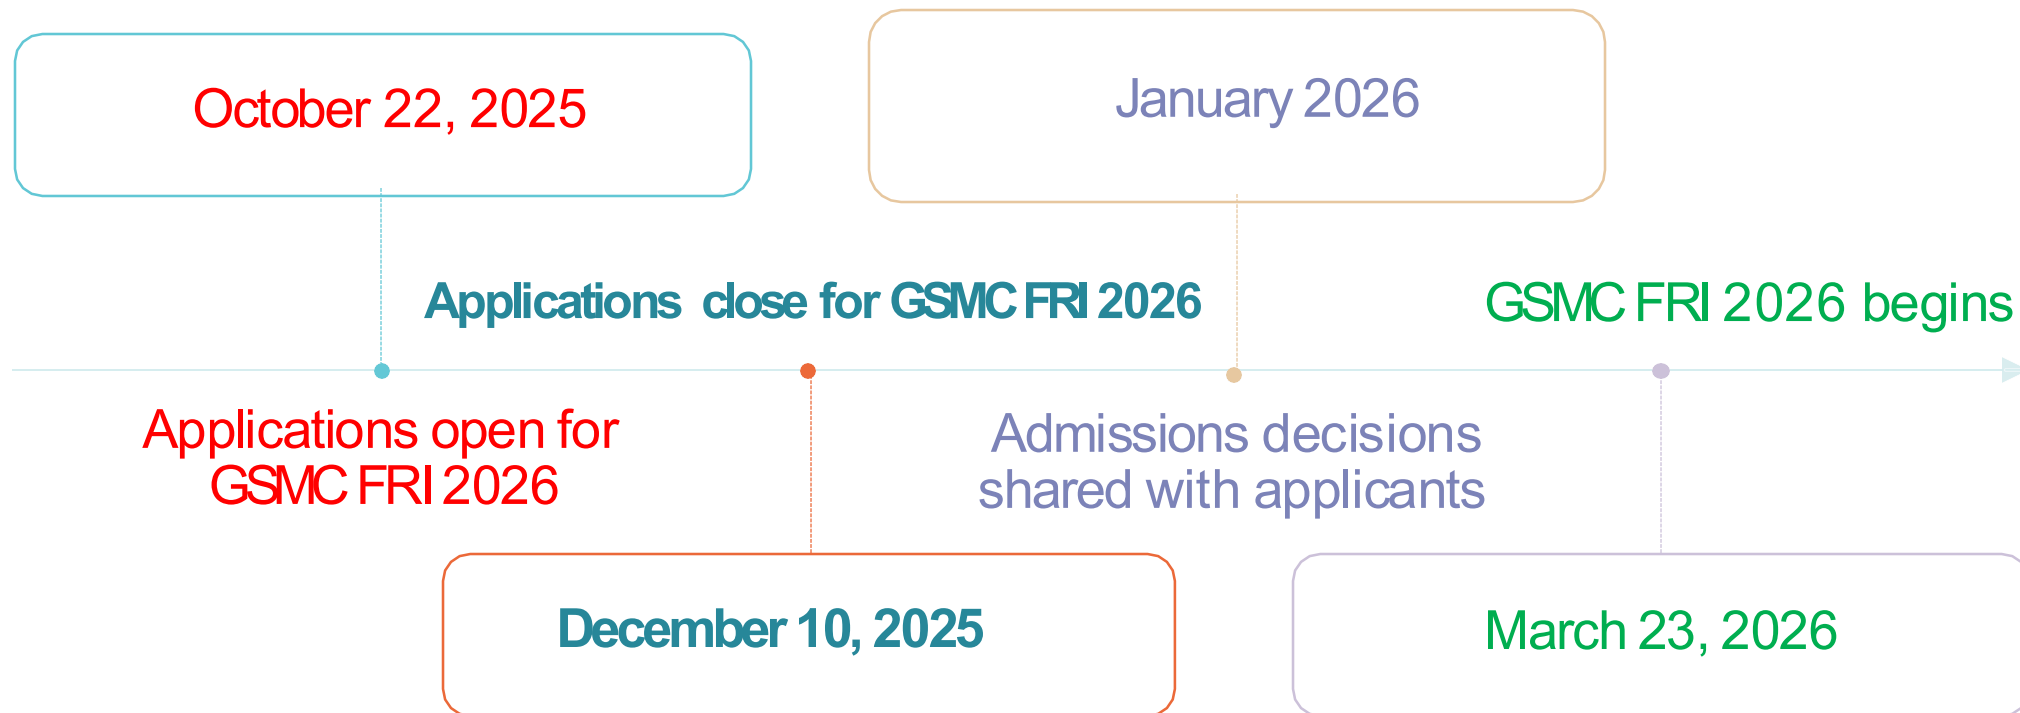 October 22, 2025
January 2026
Applications close for GSMC FRI 2026
GSMC FRI 2026 begins
Applications open for
GSMC FRI 2026
Admissions decisions
shared with applicants
December 10, 2025
March 23, 2026